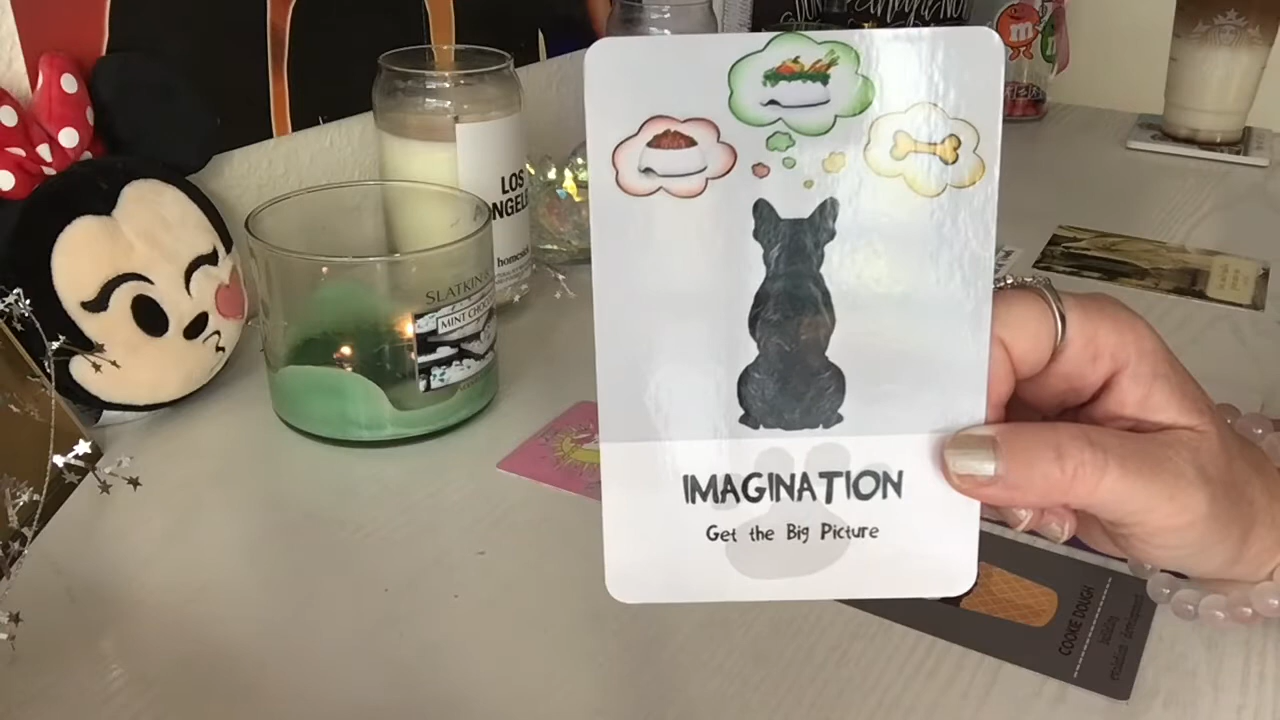 LOS
NGELE
homesick
SLATKIN &
MINT CHOC
IMAGINATION
Get the Big Picture
COOKIE DOUGH
m